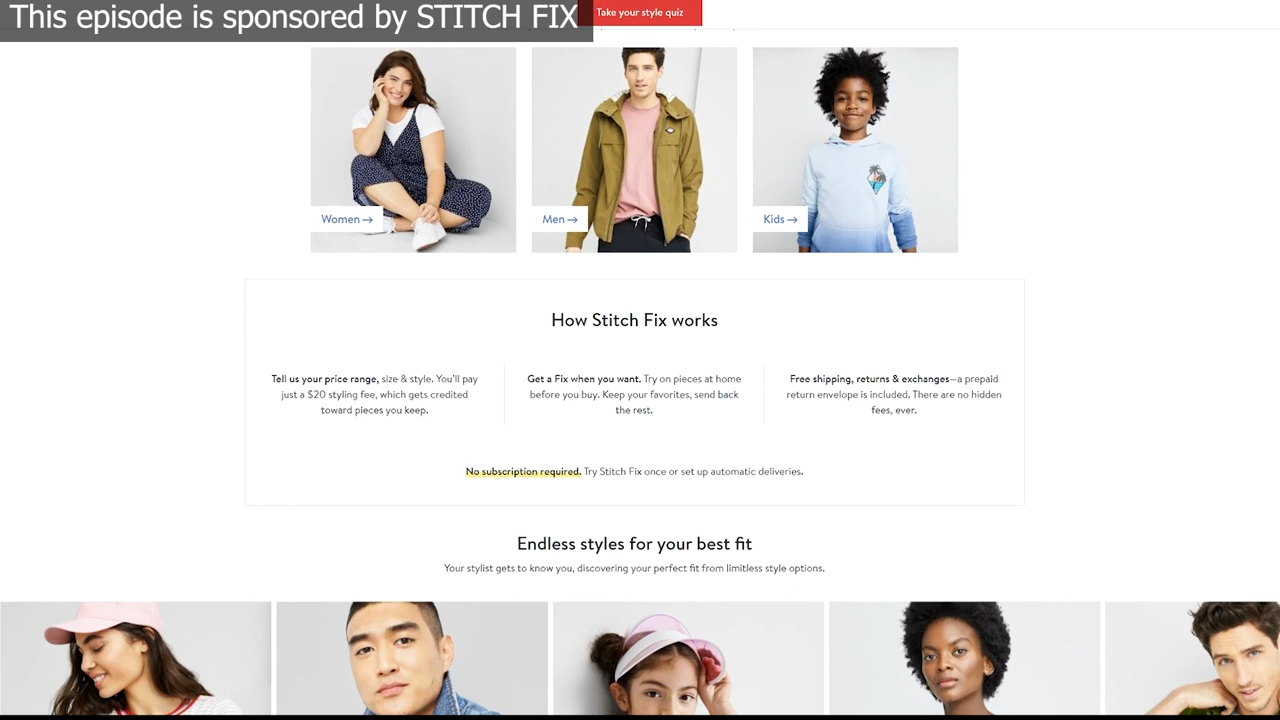 This episode is sponsored by STITCH FIX
Take your style quiz
Women →
Men →
Kids →
How Stitch Fix works
Tell us your price range, size & style. You'll pay
just a $20 styling fee, which gets credited
toward pieces you keep.
Get a Fix when you want. Try on pieces at home
before you buy. Keep your favorites, send back
the rest.
Free shipping, returns & exchanges—a prepaid
return envelope is included. There are no hidden
fees, ever.
No subscription required. Try Stitch Fix once or set up automatic deliveries.
Endless styles for your best fit
Your stylist gets to know you, discovering your perfect fit from limitless style options.